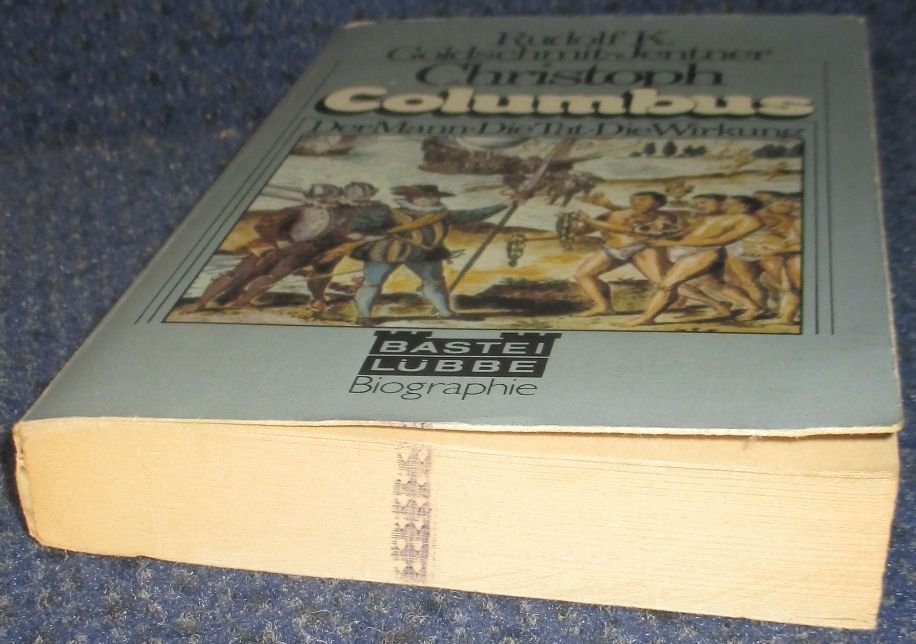 Rudolf K.
Goldschmit-Jentner
Christoph
Columbus
Der Mann·Die Tat·Die Wirkung
BASTEI
LÜBBE
Biographie